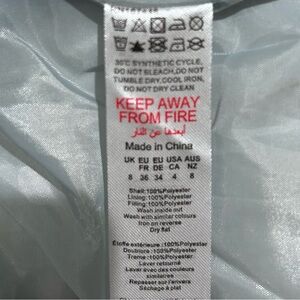 30°C SYNTHETIC CYCLE,
DO NOT BLEACH,DO NOT
TUMBLE DRY,COOL IRON,
DO NOT DRY CLEAN
KEEP AWAY
FROM FIRE
أبعدها عن النار
Made in China
UK EU EU USA AUS
FR DE CA NZ
8 36 34 4 8
Shell:100%Polyester
Lining:100%Polyester
Filling:100%Polyester
Wash inside out
Wash with similar colours
Iron on reverse
Dry flat
Étoffe extérieure :100%Polyester
Doublure :100%Polyester
Trame:100%Polyester
Laver retourné
Laver avec des couleurs
similaires
Repasser à l'envers
Séchage à plat